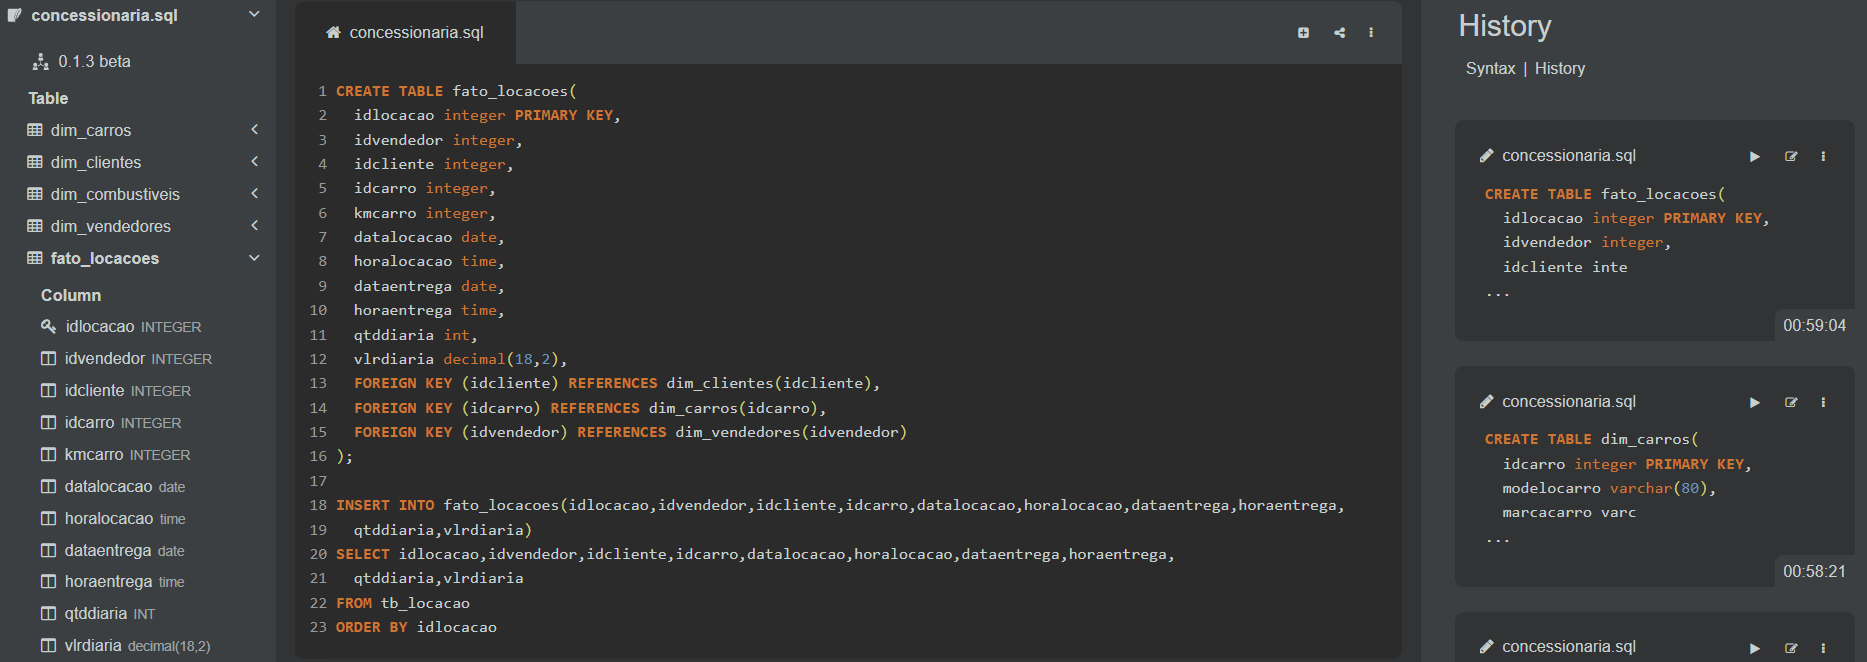 concessionaria.sql
0.1.3 beta
Table
dim_carros
dim_clientes
dim_combustiveis
dim_vendedores
fato_locacoes
Column
idlocacao INTEGER
idvendedor INTEGER
idcliente INTEGER
idcarro INTEGER
kmcarro INTEGER
datalocacao date
horalocacao time
dataentrega date
horaentrega time
qtddiaria INT
vlrdiaria decimal(18,2)
concessionaria.sql
1 CREATE TABLE fato_locacoes(
2 idlocacao integer PRIMARY KEY,
3 idvendedor integer,
4 idcliente integer,
5 idcarro integer,
6 kmcarro integer,
7 datalocacao date,
8 horalocacao time,
9 dataentrega date,
10 horaentrega time,
11 qtddiaria int,
12 vlrdiaria decimal(18,2),
13 FOREIGN KEY (idcliente) REFERENCES dim_clientes(idcliente),
14 FOREIGN KEY (idcarro) REFERENCES dim_carros(idcarro),
15 FOREIGN KEY (idvendedor) REFERENCES dim_vendedores(idvendedor)
16 );
17
18 INSERT INTO fato_locacoes(idlocacao,idvendedor,idcliente,idcarro,datalocacao,horalocacao,dataentrega,horaentrega,
19 qtddiaria,vlrdiaria)
20 SELECT idlocacao,idvendedor,idcliente,idcarro,datalocacao,horalocacao,dataentrega,horaentrega,
21 qtddiaria,vlrdiaria
22 FROM tb_locacao
23 ORDER BY idlocacao
History
Syntax | History
concessionaria.sql
CREATE TABLE fato_locacoes(
idlocacao integer PRIMARY KEY,
idvendedor integer,
idcliente inte
...
00:59:04
concessionaria.sql
CREATE TABLE dim_carros(
idcarro integer PRIMARY KEY,
modelocarro varchar(80),
marcacarro varc
...
00:58:21
concessionaria.sql